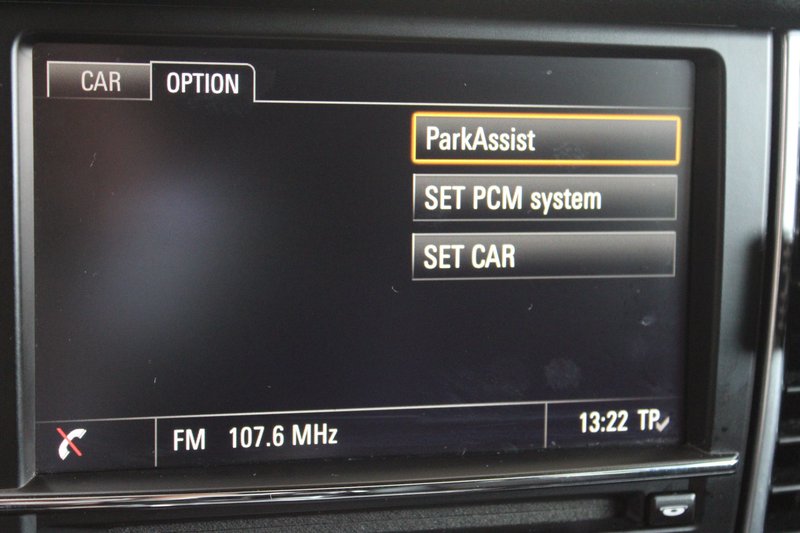 CAR OPTION
ParkAssist
SET PCM system
SET CAR
FM 107.6 MHz 13:22 TP